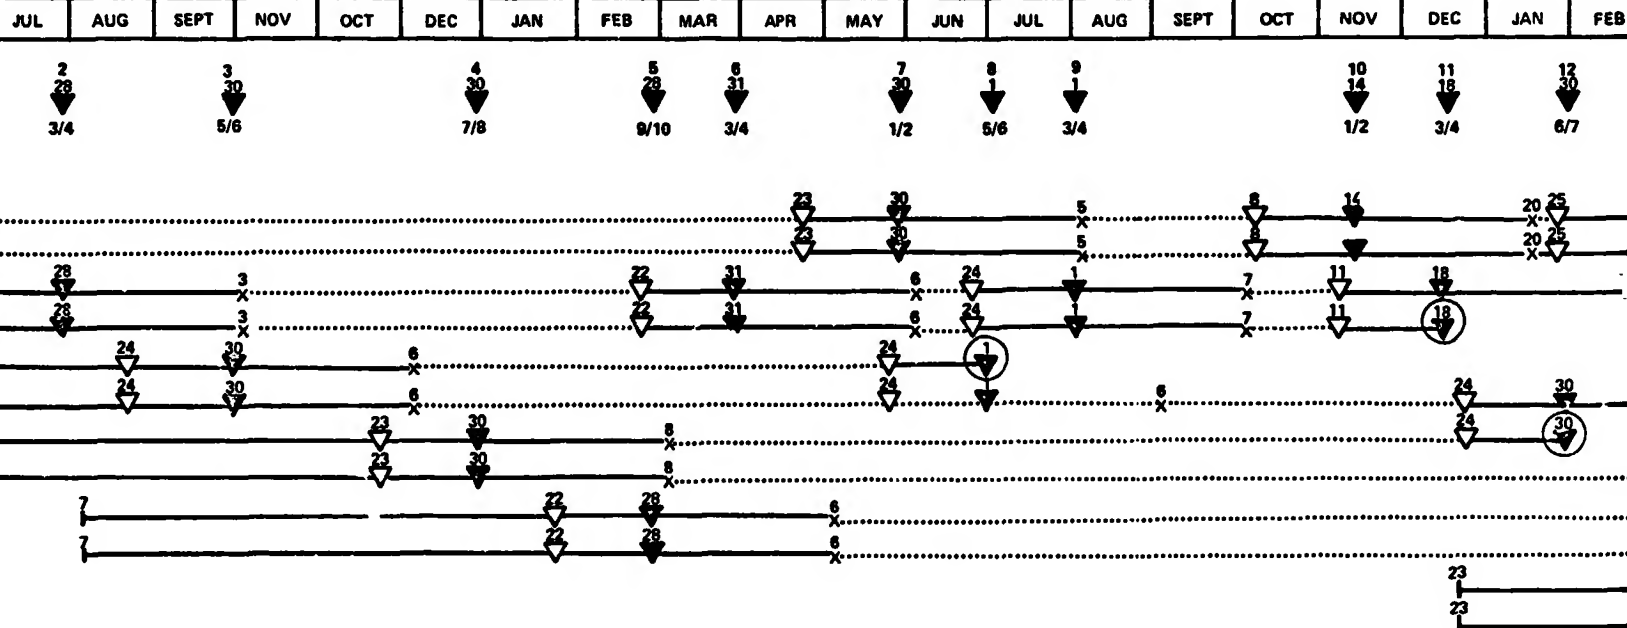 JUL AUG SEPT NOV OCT DEC JAN FEB MAR APR MAY JUN JUL AUG SEPT OCT NOV DEC JAN FEB
2 3 4 5 6 7 8 9 10 11 12
28 30 30 28 31 30 1 1 14 18 30
3/4 5/6 7/8 9/10 3/4 1/2 5/6 3/4 1/2 3/4 6/7
23 30 5 8 14 20 25
23 30 5 8 20 25
28 3 22 31 6 24 1 7 11 18
28 3 22 31 6 24 1 7 11 18
24 30 6 24 1
24 30 6 24 6 24 30
23 30 8 24 30
23 30 8
7 22 28 6
7 22 28 6
23
23